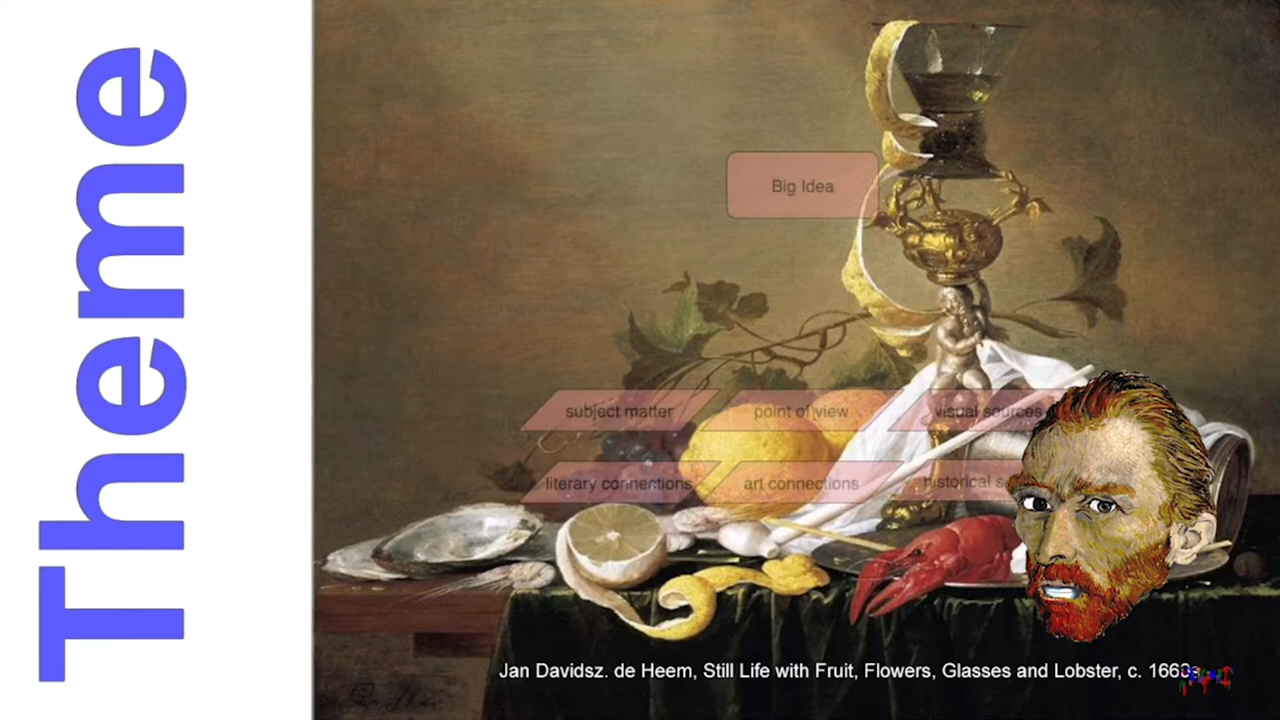 Theme
Big Idea
subject matter point of view visual sources
literary connections art connections historical
Jan Davidsz. de Heem, Still Life with Fruit, Flowers, Glasses and Lobster, c. 1660s